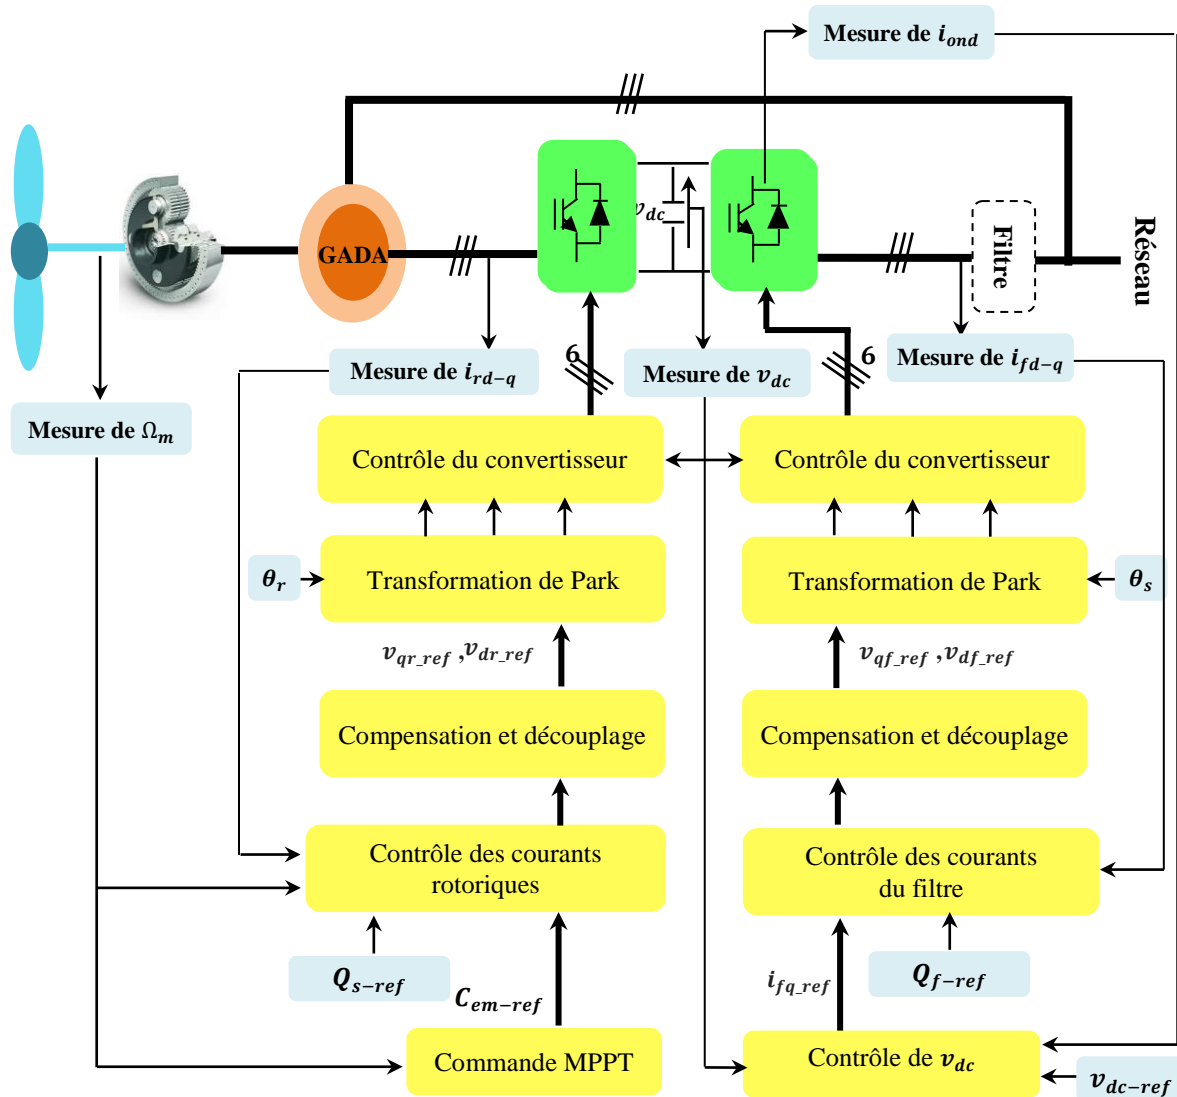 Mesure de i_ond
GADA
v_dc
Filtre
Réseau
6
6
Mesure de i_rd-q
Mesure de v_dc
Mesure de i_fd-q
Mesure de Ω_m
Contrôle du convertisseur
Contrôle du convertisseur
θ_r
Transformation de Park
Transformation de Park
θ_s
v_qr_ref ,v_dr_ref
v_qf_ref ,v_df_ref
Compensation et découplage
Compensation et découplage
Contrôle des courants
rotoriques
Contrôle des courants
du filtre
Q_s-ref
C_em-ref
i_fq_ref
Q_f-ref
Commande MPPT
Contrôle de v_dc
v_dc-ref